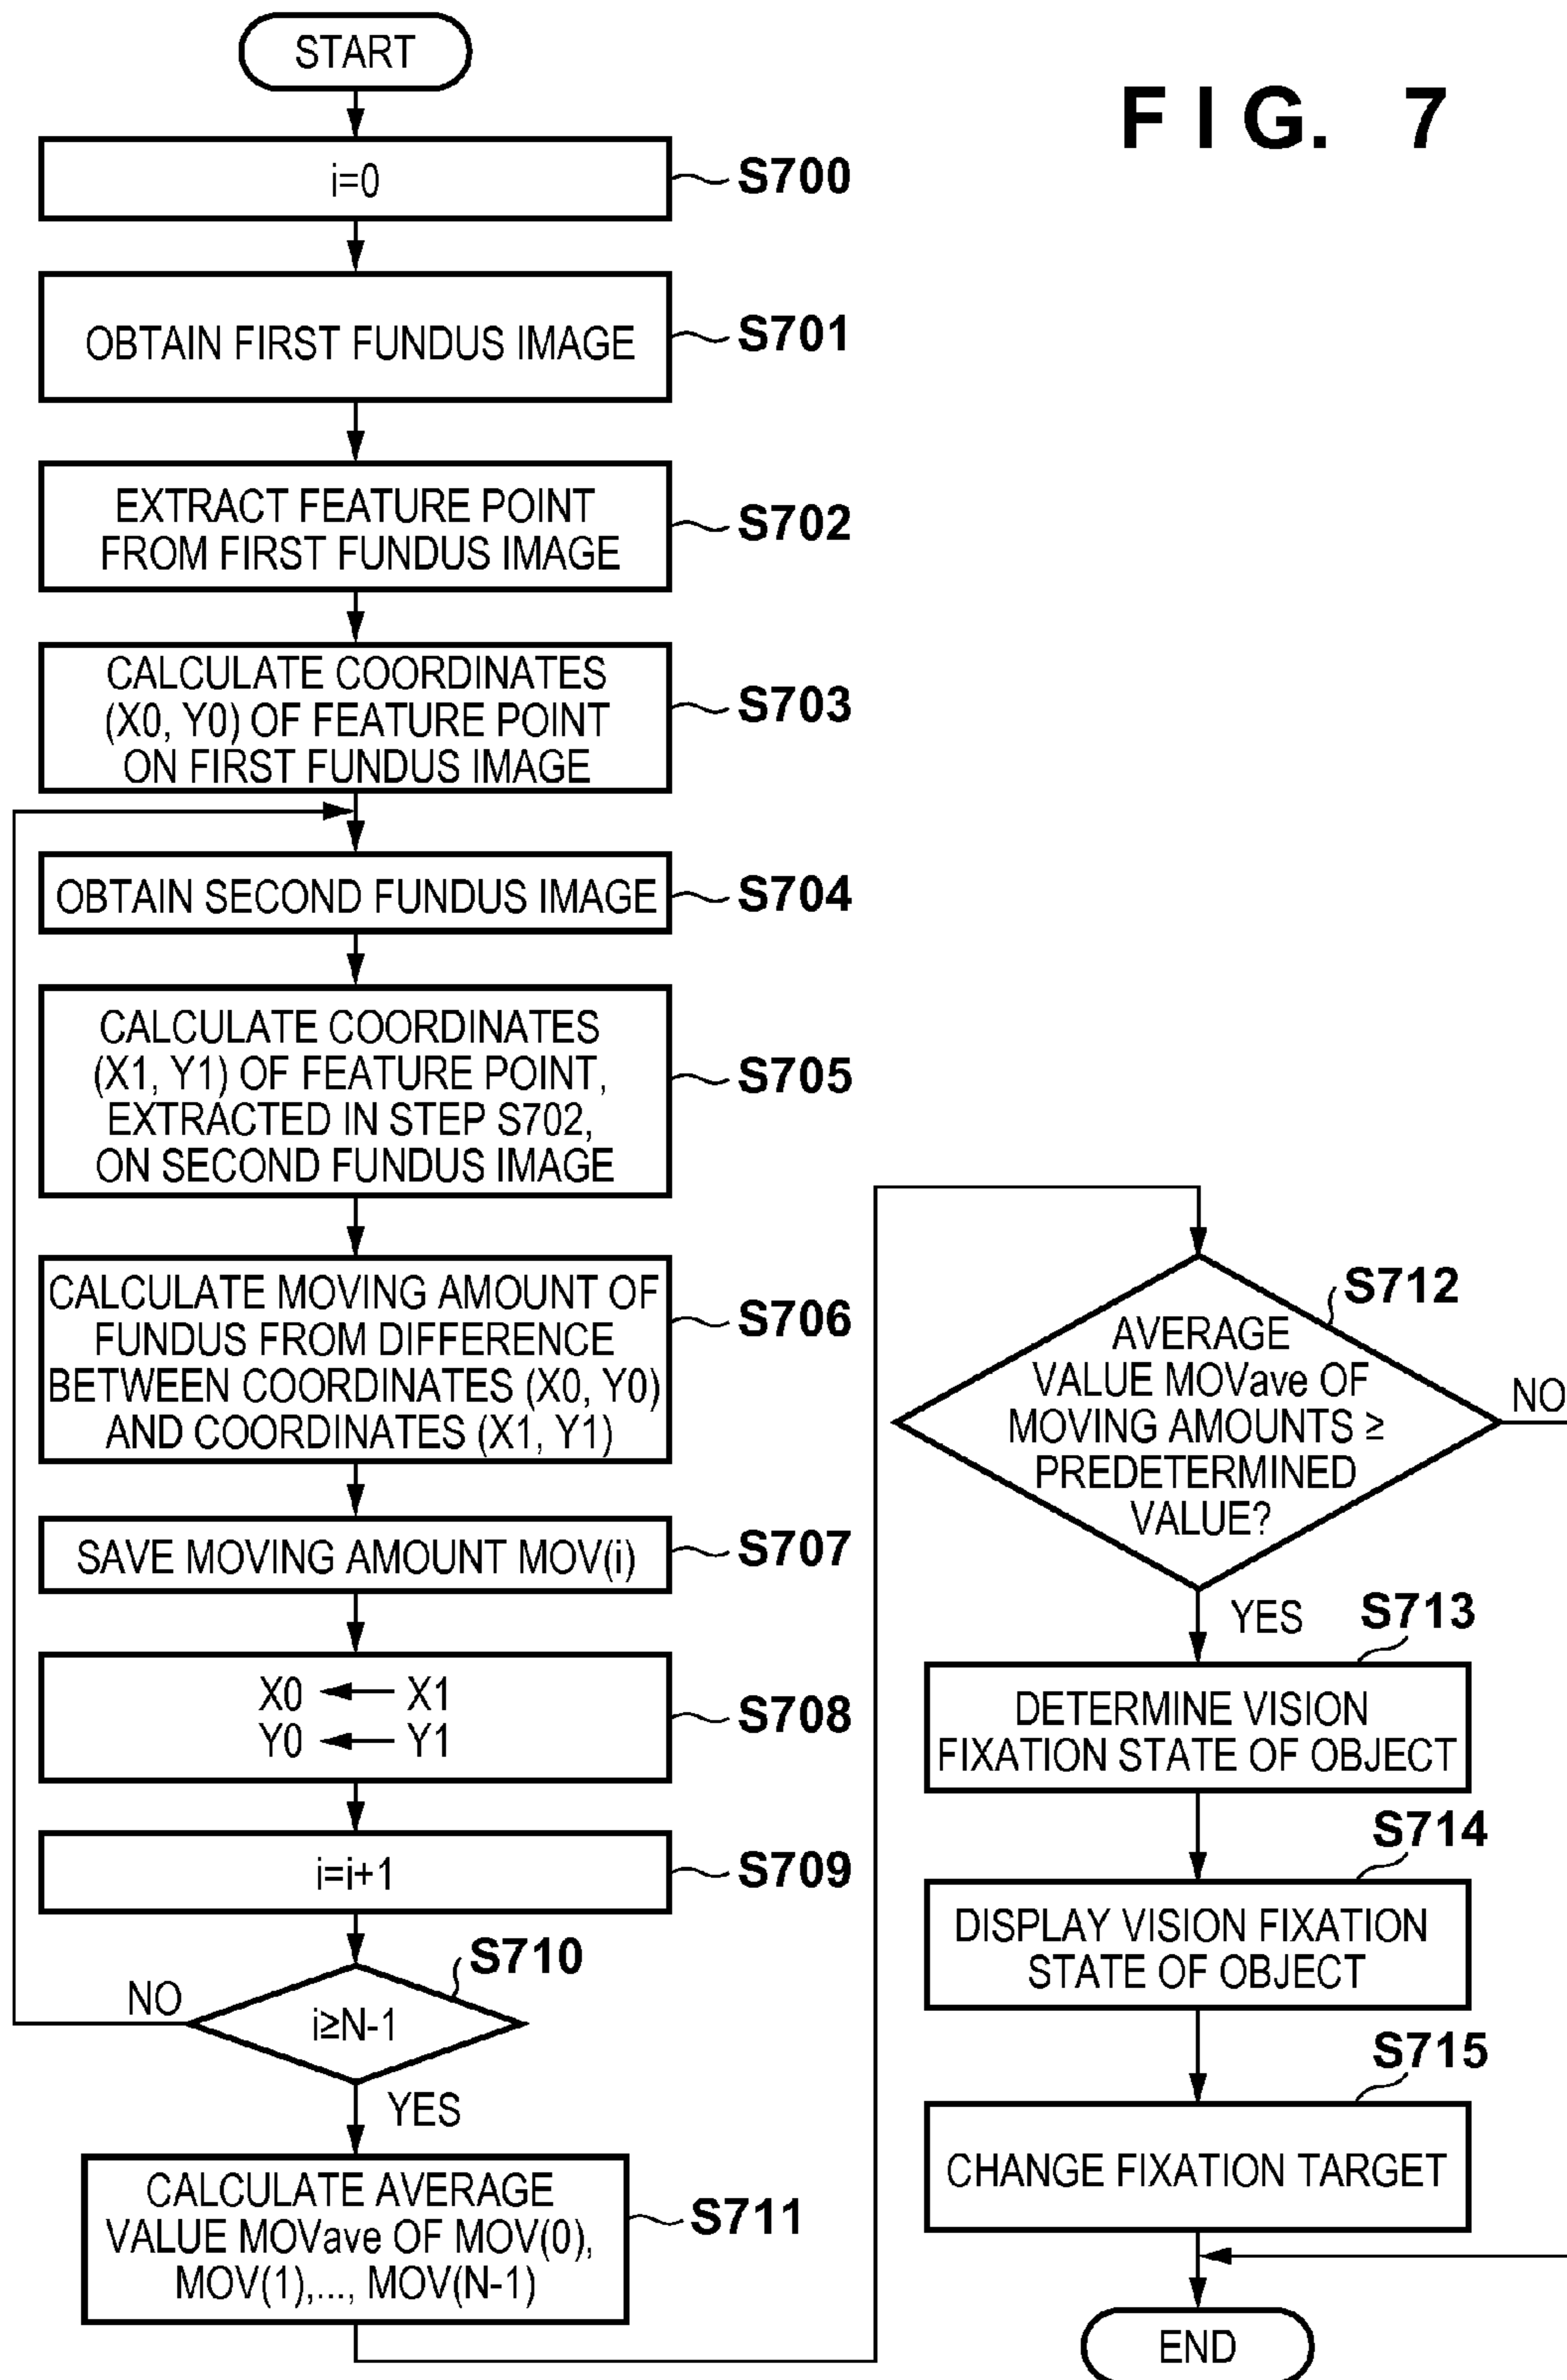 FIG. 7
START
i=0
S700
OBTAIN FIRST FUNDUS IMAGE
S701
EXTRACT FEATURE POINT
FROM FIRST FUNDUS IMAGE
S702
CALCULATE COORDINATES
(X0, Y0) OF FEATURE POINT
ON FIRST FUNDUS IMAGE
S703
OBTAIN SECOND FUNDUS IMAGE
S704
CALCULATE COORDINATES
(X1, Y1) OF FEATURE POINT,
EXTRACTED IN STEP S702,
ON SECOND FUNDUS IMAGE
S705
CALCULATE MOVING AMOUNT OF
FUNDUS FROM DIFFERENCE
BETWEEN COORDINATES (X0, Y0)
AND COORDINATES (X1, Y1)
S706
SAVE MOVING AMOUNT MOV(i)
S707
X0 ← X1
Y0 ← Y1
S708
i=i+1
S709
S710
NO
i≥N-1
YES
CALCULATE AVERAGE
VALUE MOVave OF MOV(0),
MOV(1),..., MOV(N-1)
S711
S712
AVERAGE
VALUE MOVave OF
MOVING AMOUNTS ≥
PREDETERMINED
VALUE?
NO
YES
S713
DETERMINE VISION
FIXATION STATE OF OBJECT
S714
DISPLAY VISION FIXATION
STATE OF OBJECT
S715
CHANGE FIXATION TARGET
END